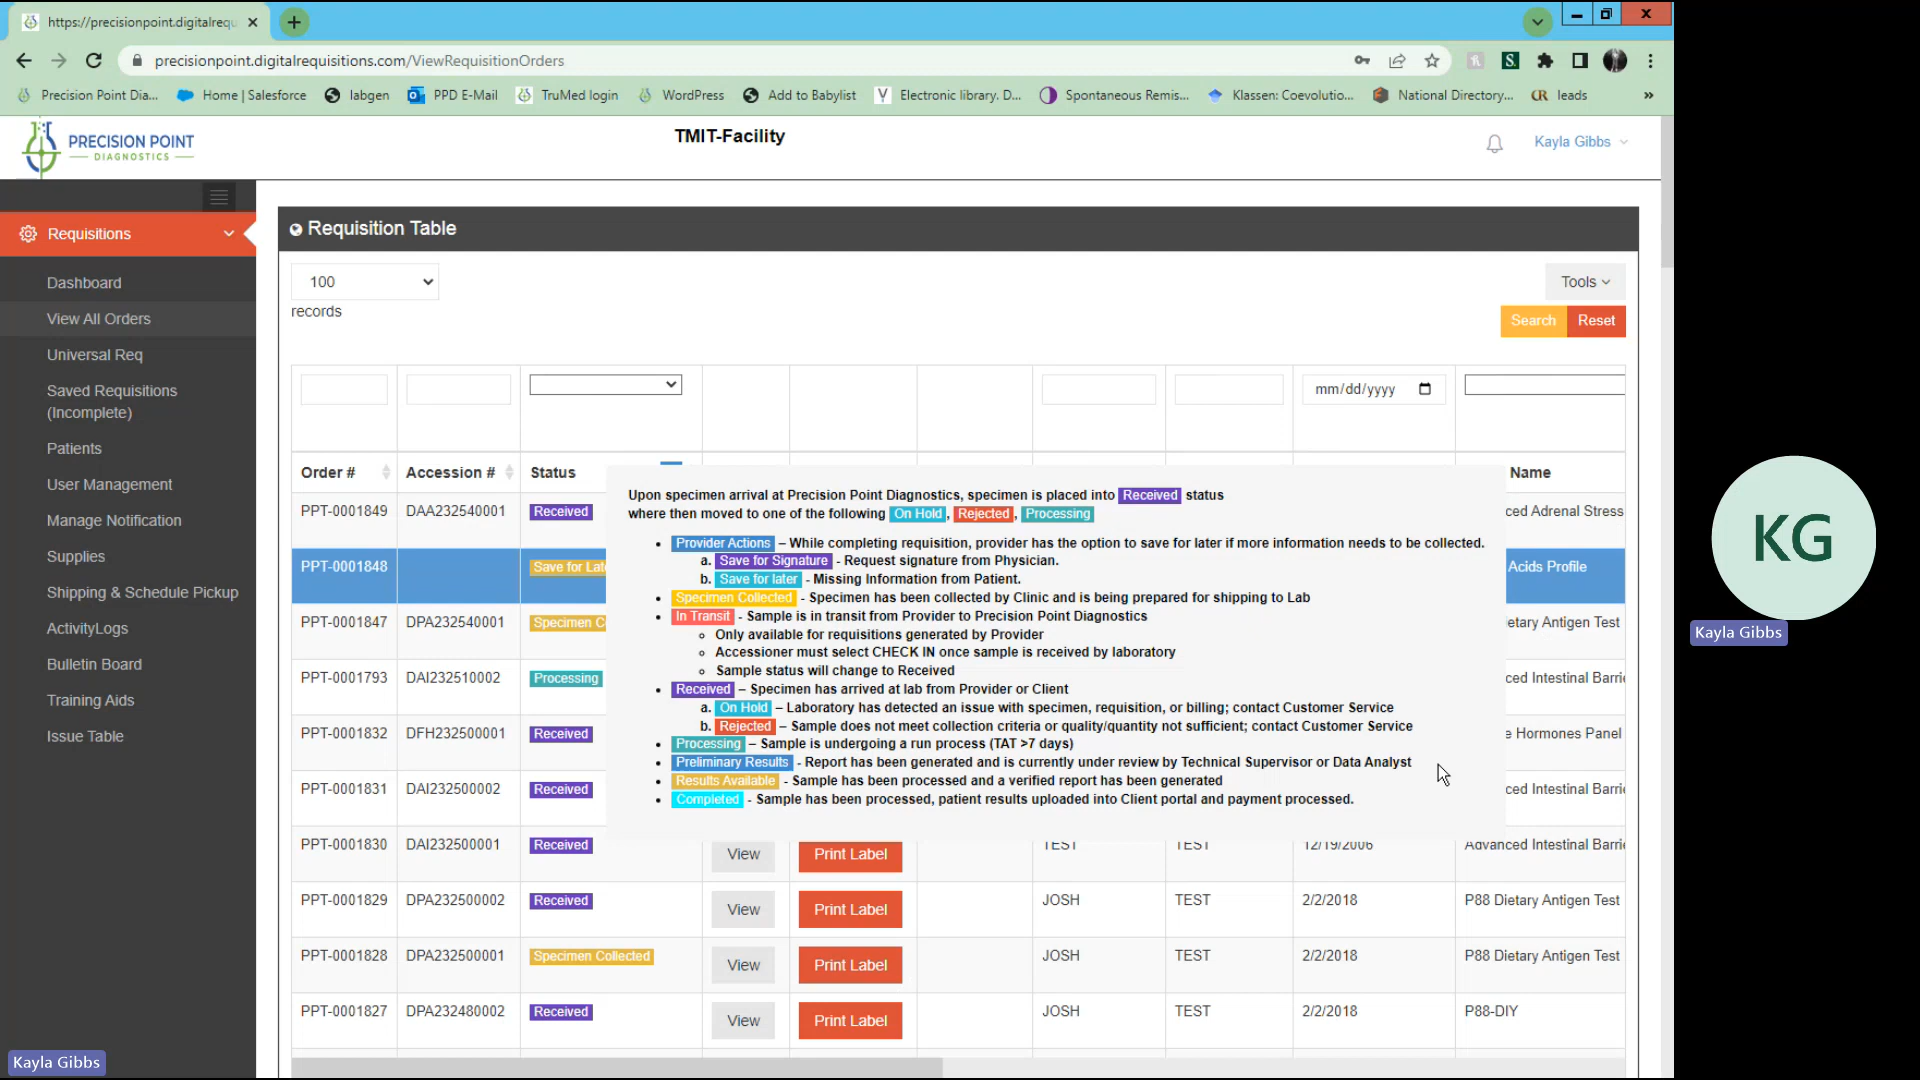 https://precisionpoint.digitalrequ
precisionpoint.digitalrequisitions.com/ViewRequisitionOrders
Precision Point Dia... Home | Salesforce labgen PPD E-Mail TruMed login WordPress Add to Babylist Electronic library. D... Spontaneous Remis... Klassen: Coevolutio... National Directory... CR leads »
PRECISION POINT
DIAGNOSTICS
TMIT-Facility
Kayla Gibbs
Requisitions
Dashboard
View All Orders
Universal Req
Saved Requisitions
(Incomplete)
Patients
User Management
Manage Notification
Supplies
Shipping & Schedule Pickup
ActivityLogs
Bulletin Board
Training Aids
Issue Table
Requisition Table
100
records
Tools
Search Reset
mm/dd/yyyy
Order # Accession # Status Name
Upon specimen arrival at Precision Point Diagnostics, specimen is placed into Received status
where then moved to one of the following On Hold, Rejected, Processing
• Provider Actions – While completing requisition, provider has the option to save for later if more information needs to be collected.
a. Save for Signature - Request signature from Physician.
b. Save for later - Missing Information from Patient.
• Specimen Collected - Specimen has been collected by Clinic and is being prepared for shipping to Lab
• In Transit - Sample is in transit from Provider to Precision Point Diagnostics
○ Only available for requisitions generated by Provider
○ Accessioner must select CHECK IN once sample is received by laboratory
○ Sample status will change to Received
• Received – Specimen has arrived at lab from Provider or Client
a. On Hold – Laboratory has detected an issue with specimen, requisition, or billing; contact Customer Service
b. Rejected – Sample does not meet collection criteria or quality/quantity not sufficient; contact Customer Service
• Processing – Sample is undergoing a run process (TAT >7 days)
• Preliminary Results - Report has been generated and is currently under review by Technical Supervisor or Data Analyst
• Results Available - Sample has been processed and a verified report has been generated
• Completed - Sample has been processed, patient results uploaded into Client portal and payment processed.
PPT-0001849 DAA232540001 Received ced Adrenal Stress
PPT-0001848 Save for Late Acids Profile
PPT-0001847 DPA232540001 Specimen C etary Antigen Test
PPT-0001793 DAI232510002 Processing ced Intestinal Barrie
PPT-0001832 DFH232500001 Received e Hormones Panel
PPT-0001831 DAI232500002 Received ced Intestinal Barrie
PPT-0001830 DAI232500001 Received View Print Label TEST TEST 12/19/2006 Advanced Intestinal Barrie
PPT-0001829 DPA232500002 Received View Print Label JOSH TEST 2/2/2018 P88 Dietary Antigen Test
PPT-0001828 DPA232500001 Specimen Collected View Print Label JOSH TEST 2/2/2018 P88 Dietary Antigen Test
PPT-0001827 DPA232480002 Received View Print Label JOSH TEST 2/2/2018 P88-DIY
KG
Kayla Gibbs
Kayla Gibbs